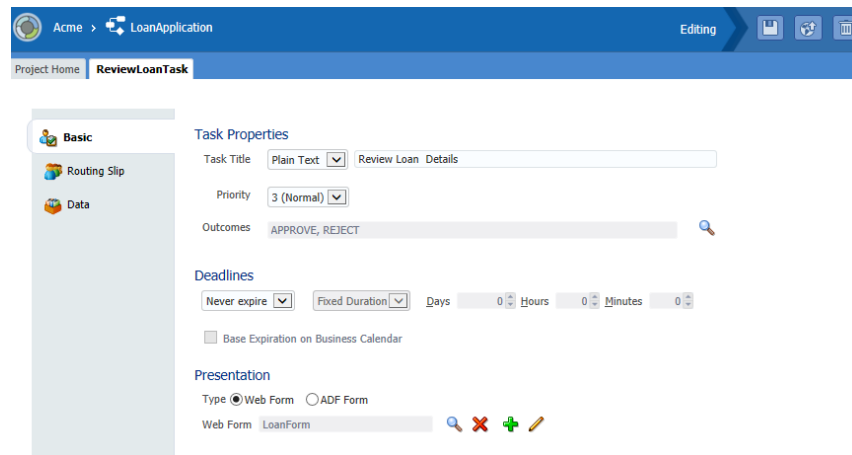 Acme > LoanApplication Editing
Project Home ReviewLoanTask
Basic
Routing Slip
Data
Task Properties
Task Title Plain Text Review Loan Details
Priority 3 (Normal)
Outcomes APPROVE, REJECT
Deadlines
Never expire Fixed Duration Days 0 Hours 0 Minutes 0
Base Expiration on Business Calendar
Presentation
Type Web Form ADF Form
Web Form LoanForm